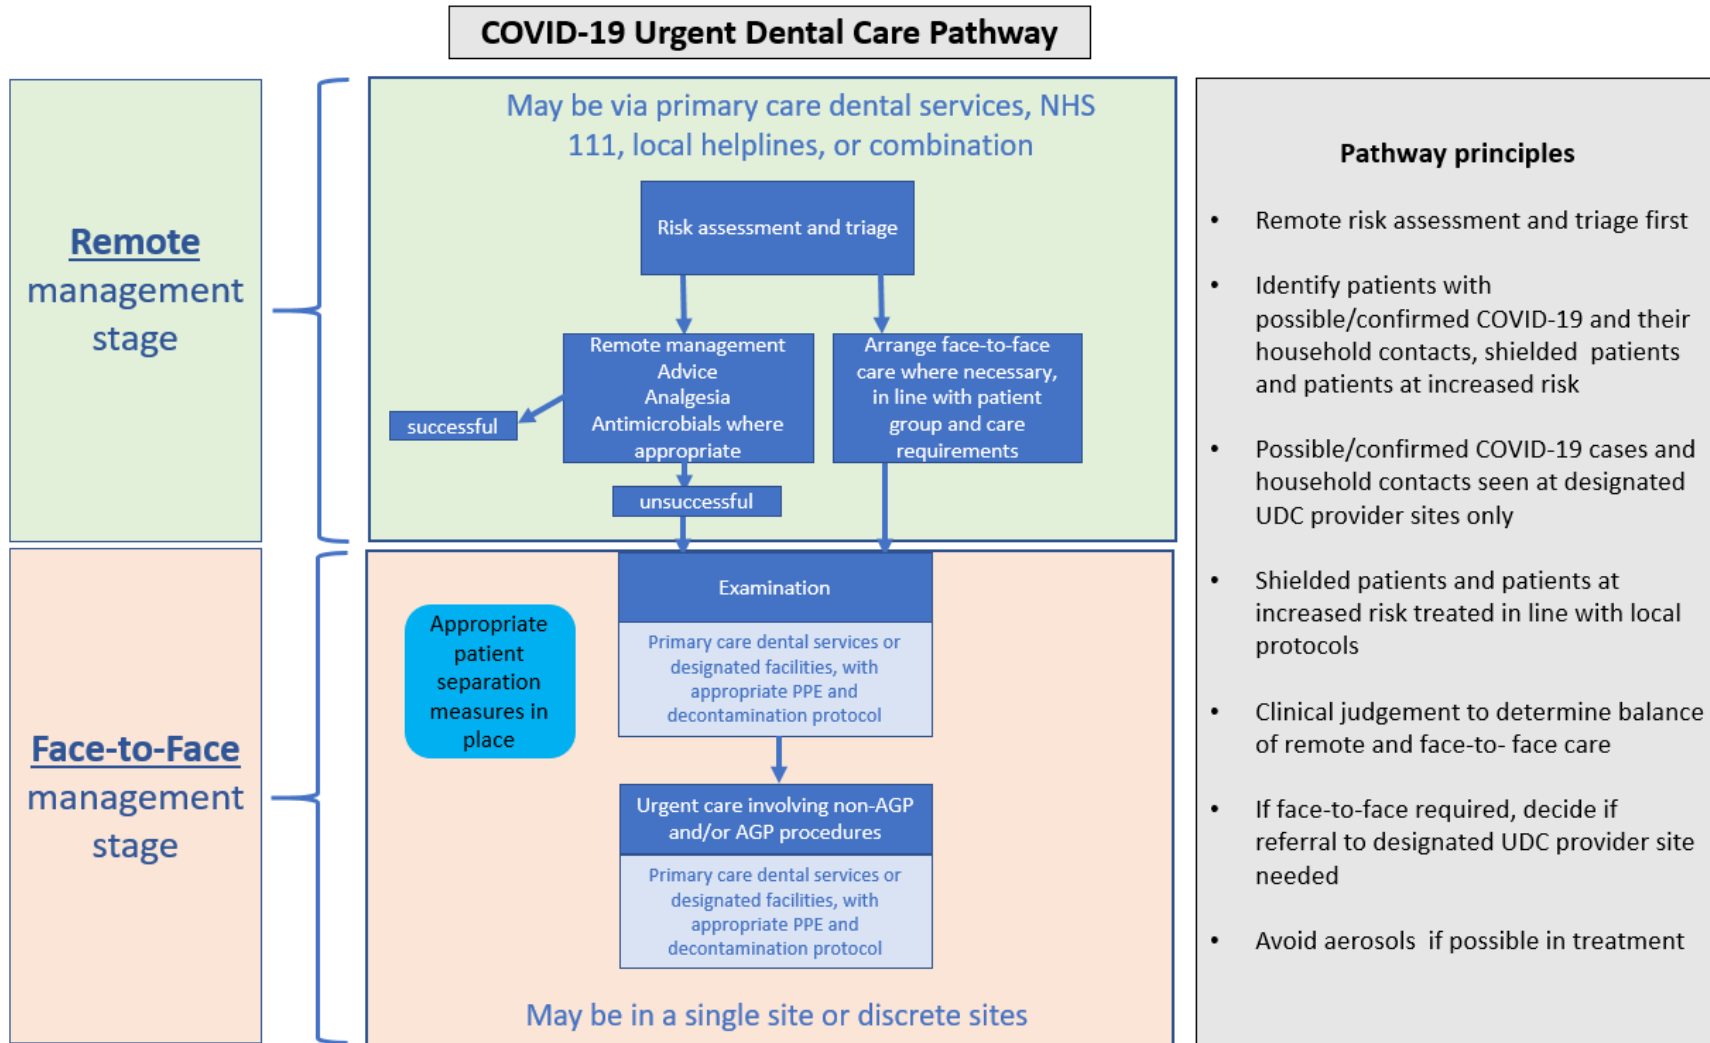 COVID-19 Urgent Dental Care Pathway
Remote
management
stage
May be via primary care dental services, NHS
111, local helplines, or combination
Risk assessment and triage
Remote management
Advice
Analgesia
Antimicrobials where
appropriate
Arrange face-to-face
care where necessary,
in line with patient
group and care
requirements
successful
unsuccessful
Face-to-Face
management
stage
Appropriate
patient
separation
measures in
place
Examination
Primary care dental services or
designated facilities, with
appropriate PPE and
decontamination protocol
Urgent care involving non-AGP
and/or AGP procedures
Primary care dental services or
designated facilities, with
appropriate PPE and
decontamination protocol
May be in a single site or discrete sites
Pathway principles
• Remote risk assessment and triage first
• Identify patients with
possible/confirmed COVID-19 and their
household contacts, shielded patients
and patients at increased risk
• Possible/confirmed COVID-19 cases and
household contacts seen at designated
UDC provider sites only
• Shielded patients and patients at
increased risk treated in line with local
protocols
• Clinical judgement to determine balance
of remote and face-to- face care
• If face-to-face required, decide if
referral to designated UDC provider site
needed
• Avoid aerosols if possible in treatment